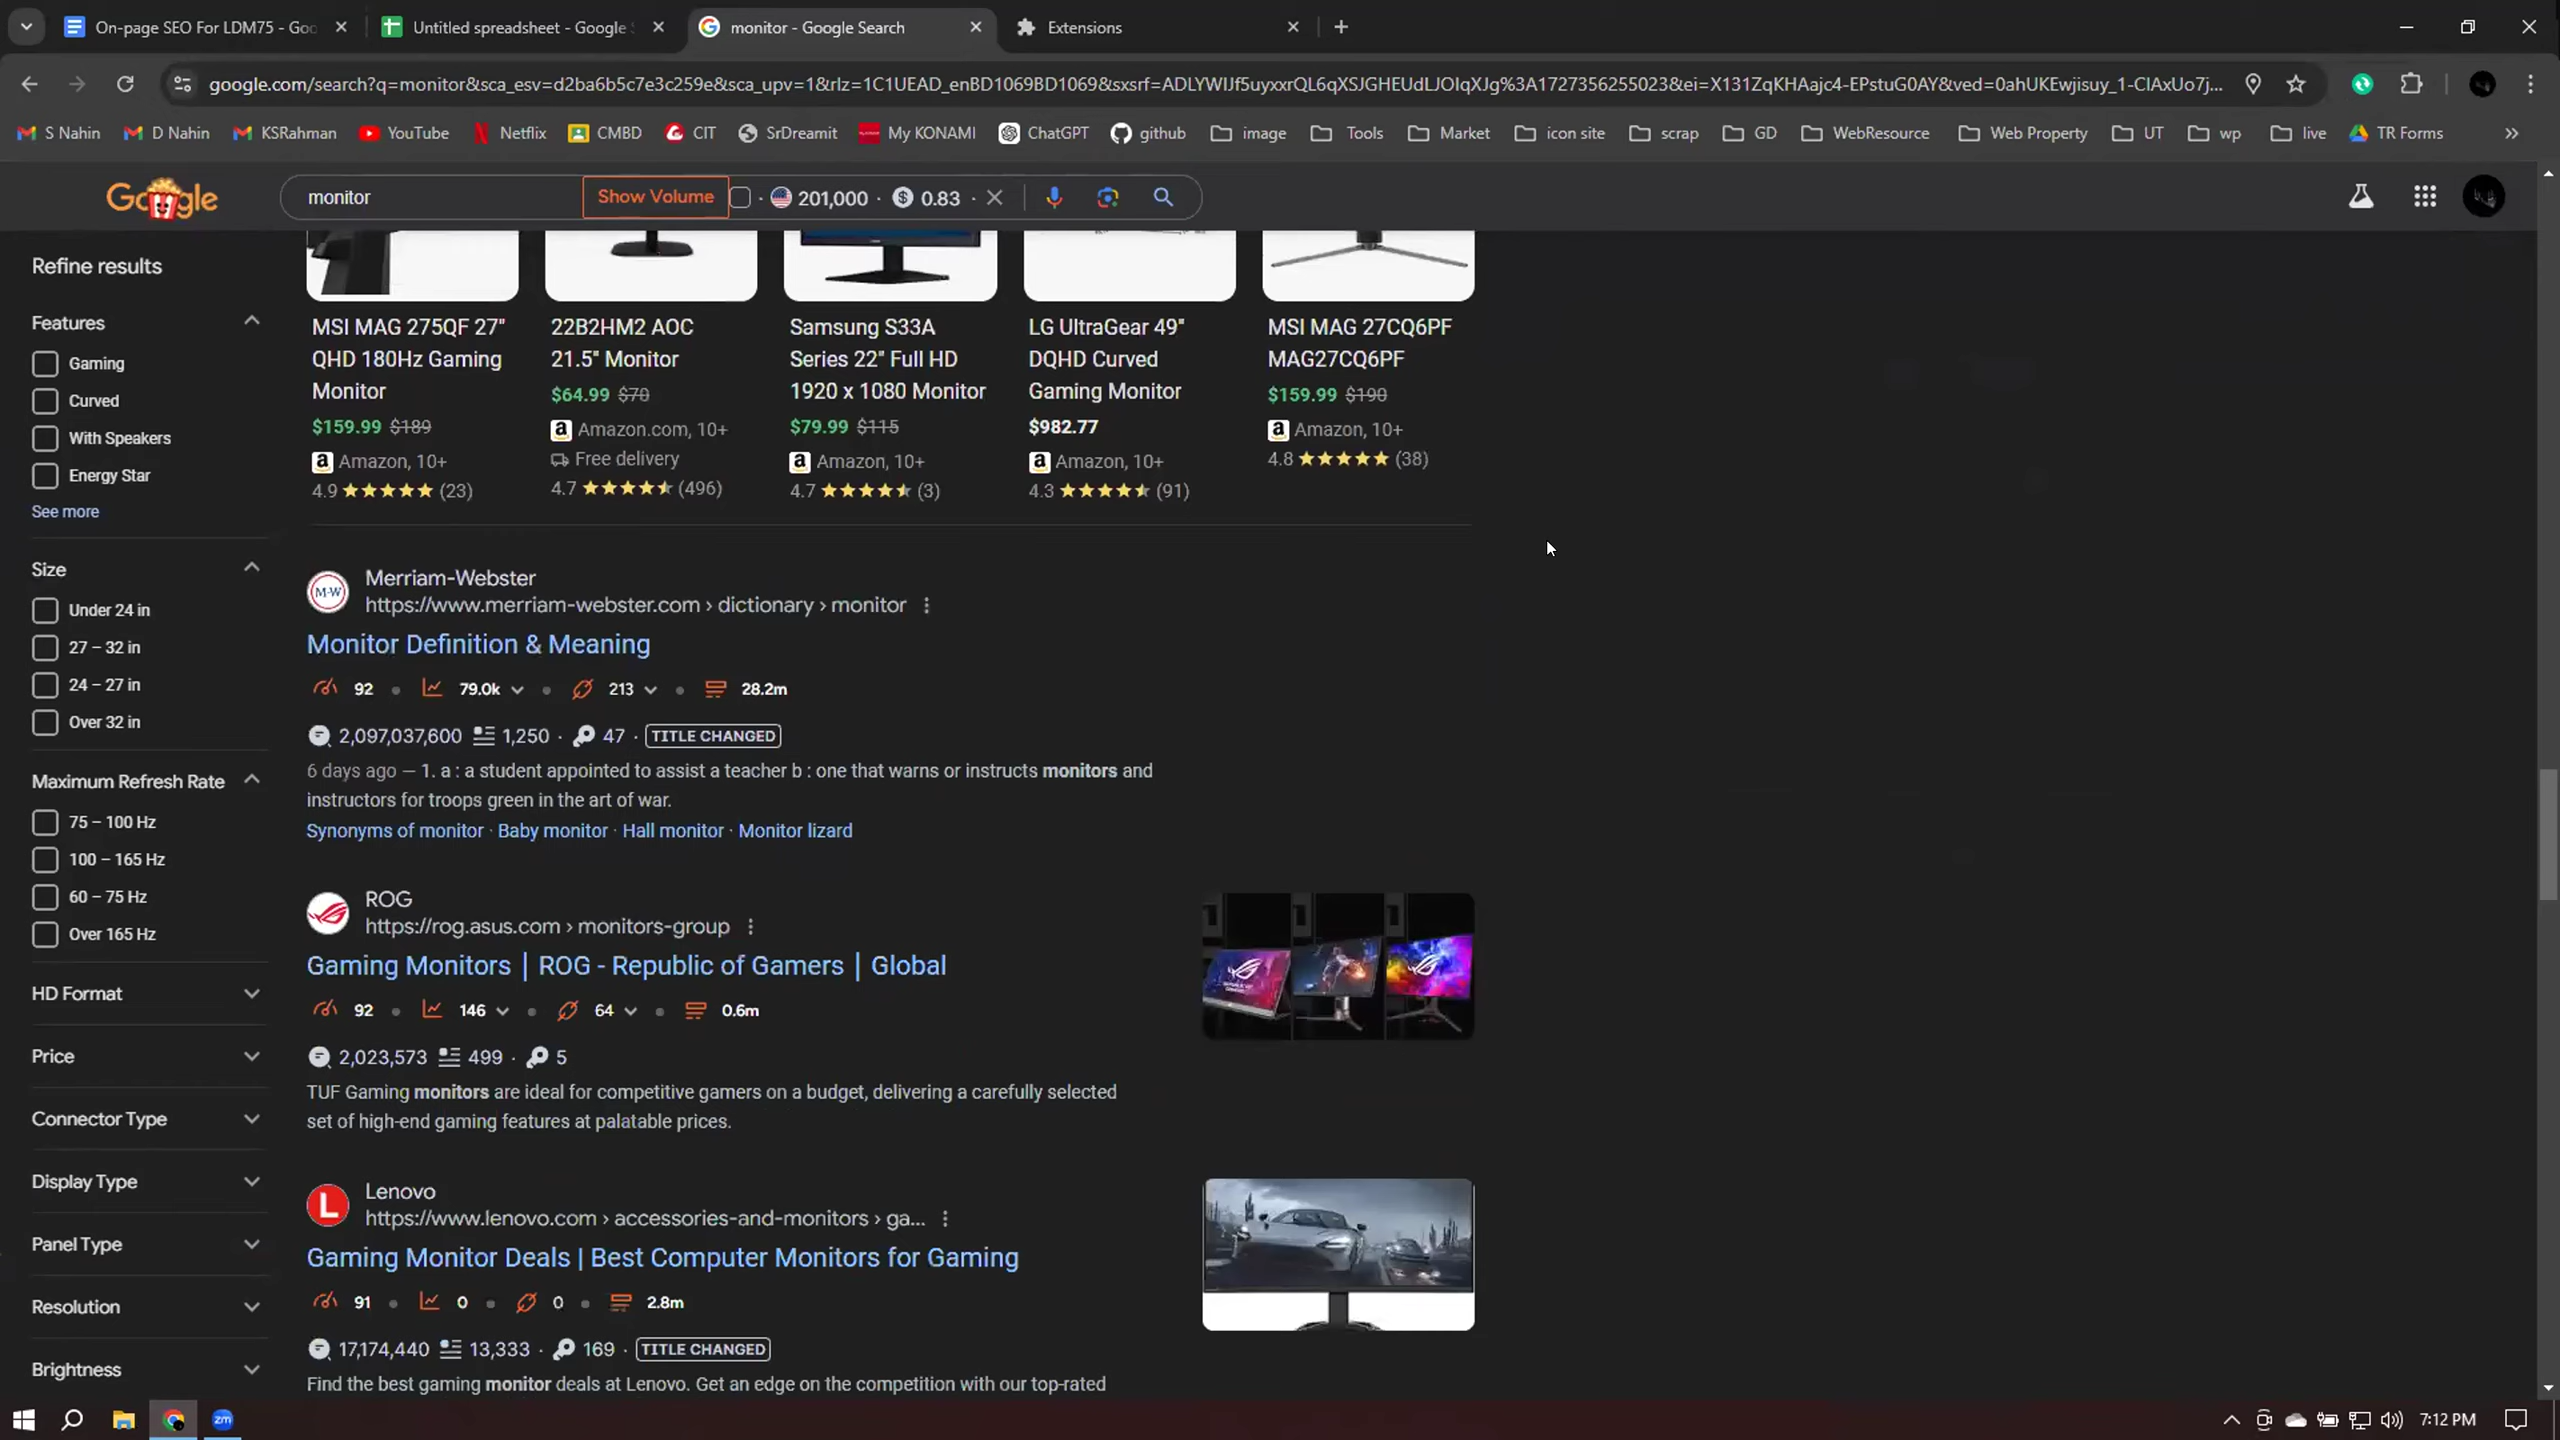 On-page SEO For LDM75 - Goo
Untitled spreadsheet - Google S
monitor - Google Search
Extensions
google.com/search?q=monitor&sca_esv=d2ba6b5c7e3c259e&sca_upv=1&rlz=1C1UEAD_enBD1069BD1069&sxsrf=
S Nahin
D Nahin
KSRahman
YouTube
Netflix
CMBD
CIT
SrDreamit
My KONAMI
ChatGPT
github
image
Tools
Market
icon site
scrap
GD
WebResource
Web Property
UT
wp
live
TR Forms
Google
monitor
Show Volume
201,000 · $ 0.83 ·
Refine results
Features
Gaming
Curved
With Speakers
Energy Star
See more
Size
Under 24 in
27 – 32 in
24 – 27 in
Over 32 in
Maximum Refresh Rate
75 – 100 Hz
100 – 165 Hz
60 – 75 Hz
Over 165 Hz
HD Format
Price
Connector Type
Display Type
Panel Type
Resolution
Brightness
MSI MAG 275QF 27"
QHD 180Hz Gaming
Monitor
$159.99 $189
a Amazon, 10+
4.9 (23)
22B2HM2 AOC
21.5" Monitor
$64.99 $70
a Amazon.com, 10+
Free delivery
4.7 (496)
Samsung S33A
Series 22" Full HD
1920 x 1080 Monitor
$79.99 $115
a Amazon, 10+
4.7 (3)
LG UltraGear 49"
DQHD Curved
Gaming Monitor
$982.77
a Amazon, 10+
4.3 (91)
MSI MAG 27CQ6PF
MAG27CQ6PF
$159.99 $190
a Amazon, 10+
4.8 (38)
M-W
Merriam-Webster
https://www.merriam-webster.com › dictionary › monitor
Monitor Definition & Meaning
92 79.0k 213 28.2m
2,097,037,600 1,250 · 47 · TITLE CHANGED
6 days ago — 1. a : a student appointed to assist a teacher b : one that warns or instructs monitors and
instructors for troops green in the art of war.
Synonyms of monitor · Baby monitor · Hall monitor · Monitor lizard
ROG
https://rog.asus.com › monitors-group
Gaming Monitors | ROG - Republic of Gamers | Global
92 146 64 0.6m
2,023,573 499 · 5
TUF Gaming monitors are ideal for competitive gamers on a budget, delivering a carefully selected
set of high-end gaming features at palatable prices.
L
Lenovo
https://www.lenovo.com › accessories-and-monitors › ga...
Gaming Monitor Deals | Best Computer Monitors for Gaming
91 0 0 2.8m
17,174,440 13,333 · 169 · TITLE CHANGED
Find the best gaming monitor deals at Lenovo. Get an edge on the competition with our top-rated
zm
7:12 PM